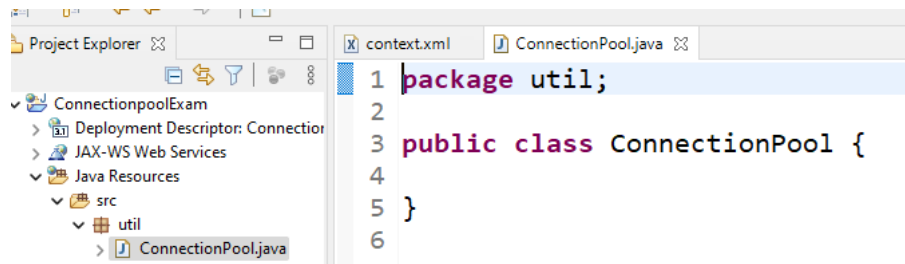 Project Explorer
ConnectionpoolExam
Deployment Descriptor: Connection
JAX-WS Web Services
Java Resources
src
util
ConnectionPool.java
context.xml
ConnectionPool.java
1 package util;
2
3 public class ConnectionPool {
4
5 }
6